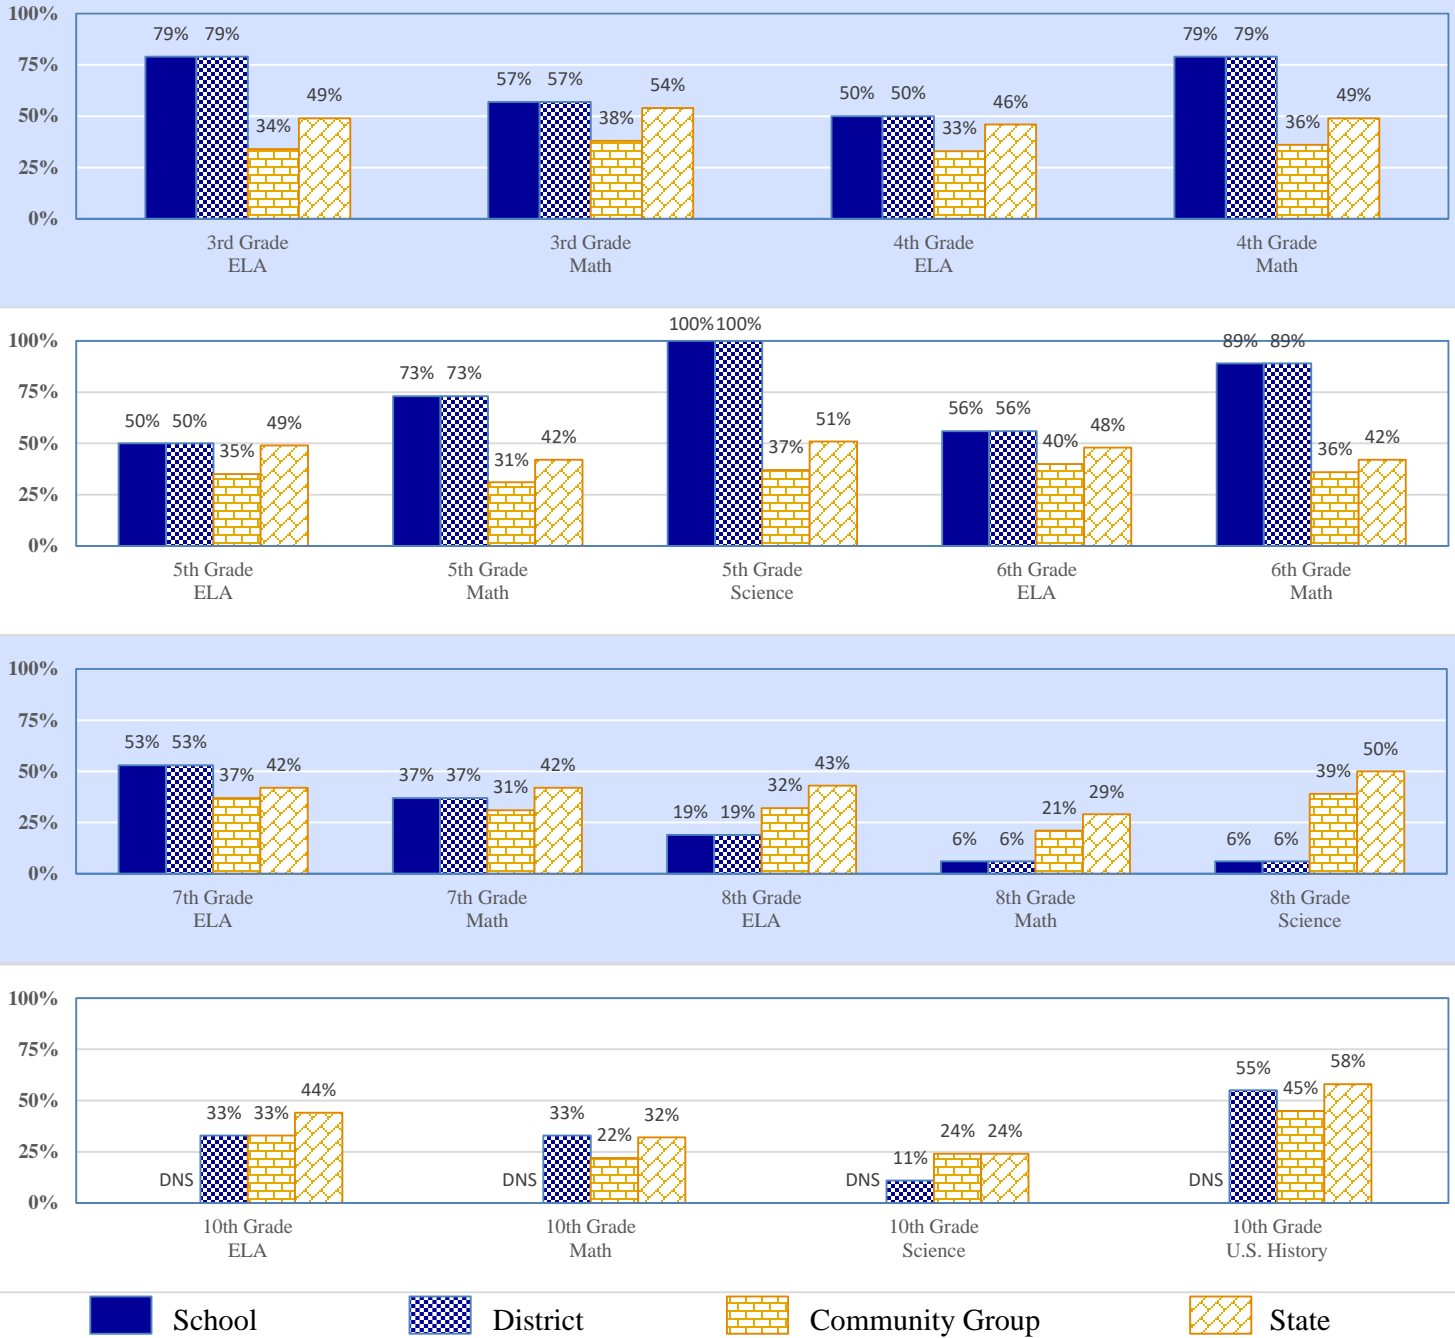 100%
79% 79% 57% 57% 50% 50% 79% 79%
75%
49% 54% 46% 49%
50%
34% 38% 33% 36%
25%
0%
3rd Grade 3rd Grade 4th Grade 4th Grade
ELA Math ELA Math
100% 100%
100%
89% 89%
73% 73%
75%
50% 50% 35% 49% 31% 42% 37% 51% 56% 56% 40% 48% 36% 42%
50%
25%
0%
5th Grade 5th Grade 5th Grade 6th Grade 6th Grade
ELA Math Science ELA Math
100%
75%
53% 53% 37% 42% 37% 37% 31% 42% 19% 19% 32% 43% 6% 6% 21% 29% 6% 6% 39% 50%
50%
25%
0%
7th Grade 7th Grade 8th Grade 8th Grade 8th Grade
ELA Math ELA Math Science
100%
75%
50%
DNS 33% 33% 44% DNS 33% 22% 32% DNS 11% 24% 24% DNS 55% 45% 58%
25%
0%
10th Grade 10th Grade 10th Grade 10th Grade
ELA Math Science U.S. History
School District Community Group State